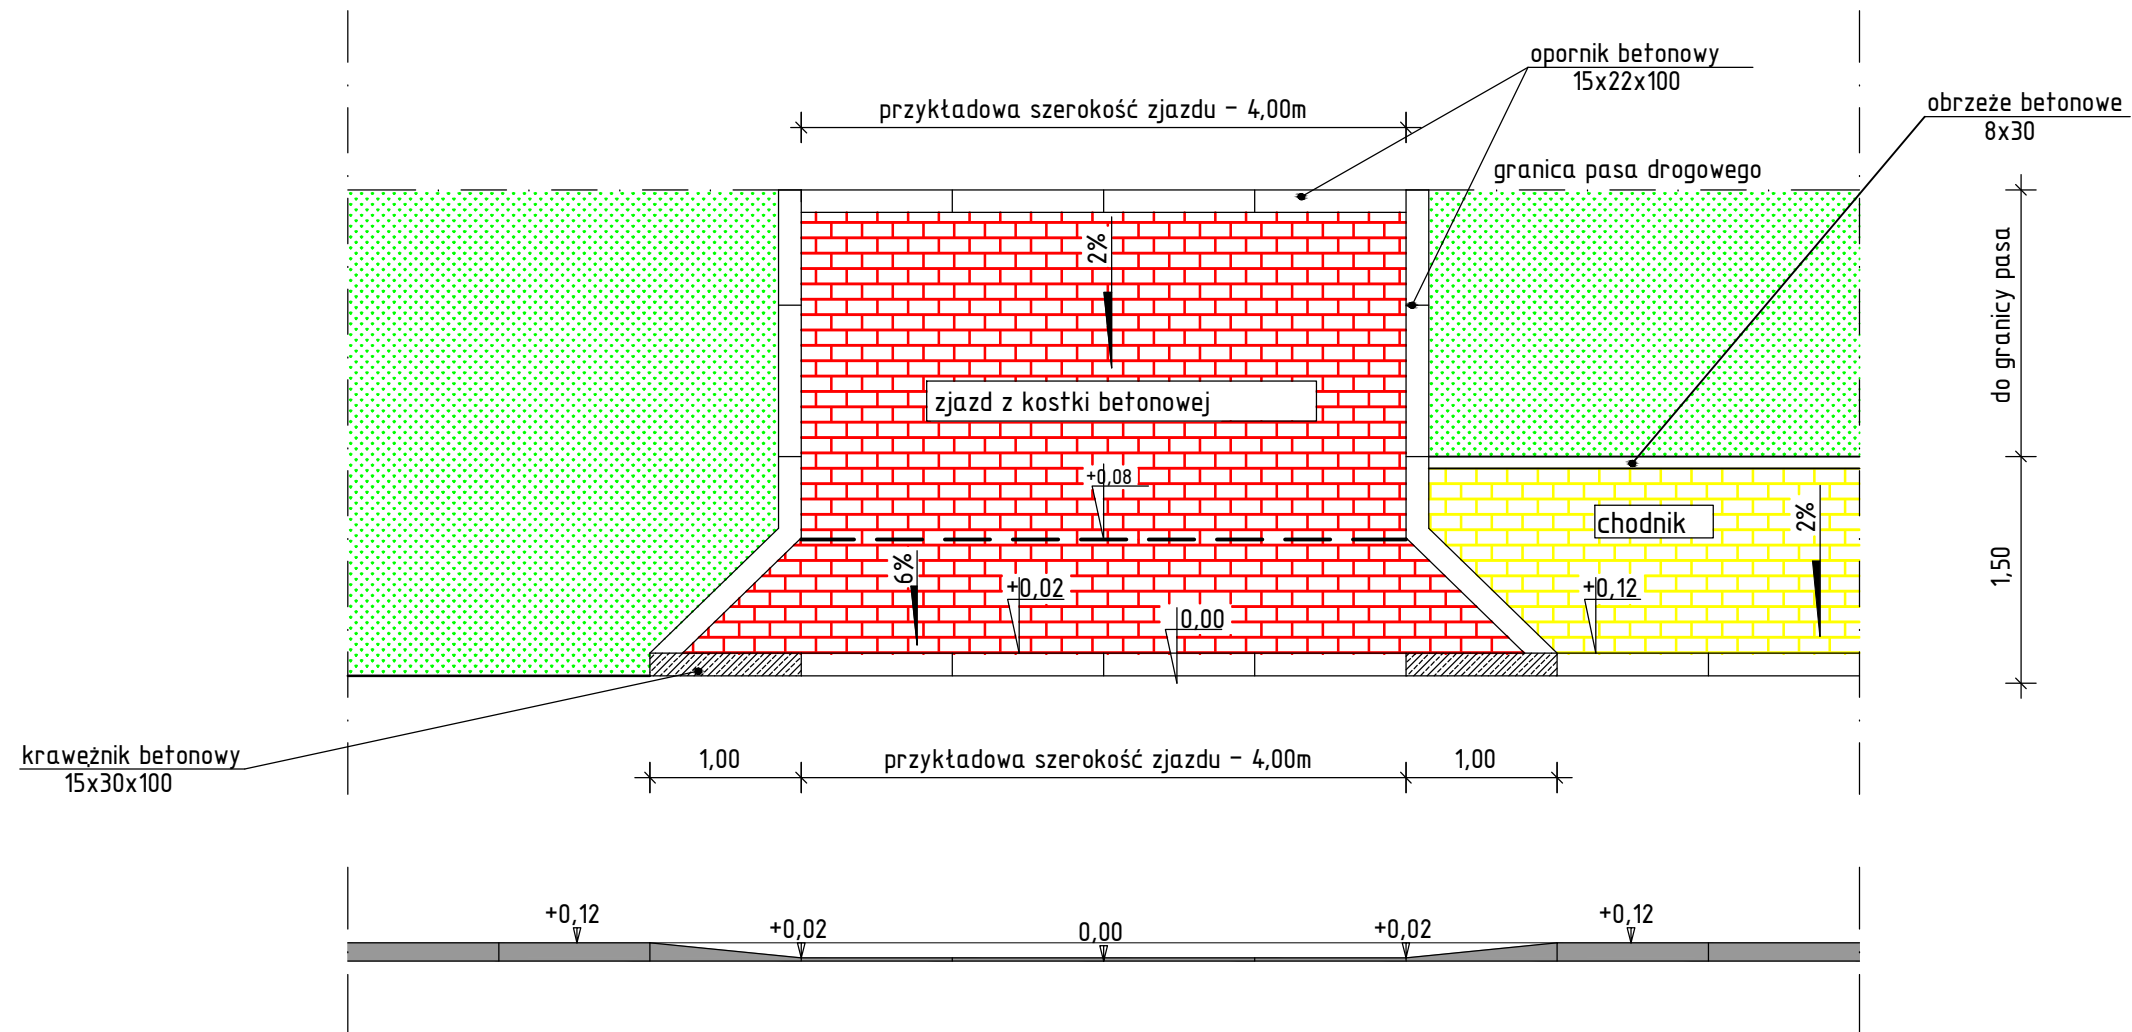 opornik betonowy
15x22x100
obrzeże betonowe
8x30
przykładowa szerokość zjazdu - 4,00m
granica pasa drogowego
2%
do granicy pasa
zjazd z kostki betonowej
+0,08
chodnik
2%
6%
+0,02
+0,12
0,00
1,50
krawężnik betonowy
15x30x100
1,00
przykładowa szerokość zjazdu - 4,00m
1,00
+0,12
+0,02
0,00
+0,02
+0,12